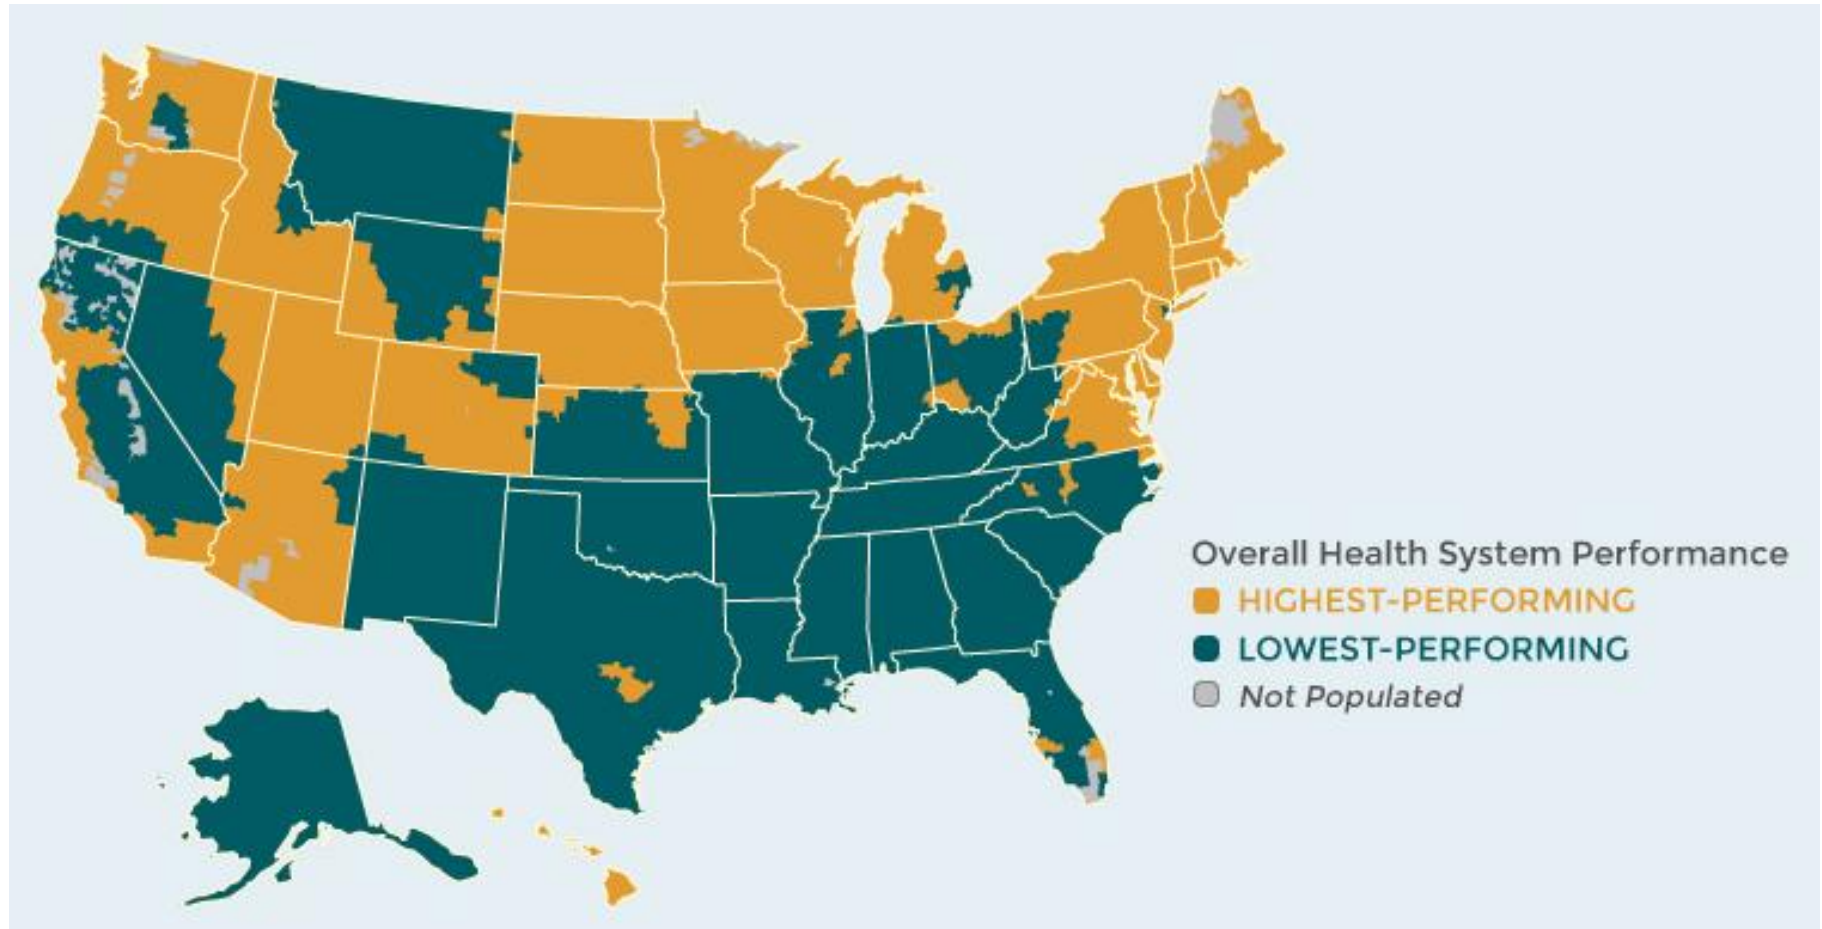 Overall Health System Performance
HIGHEST-PERFORMING
LOWEST-PERFORMING
Not Populated